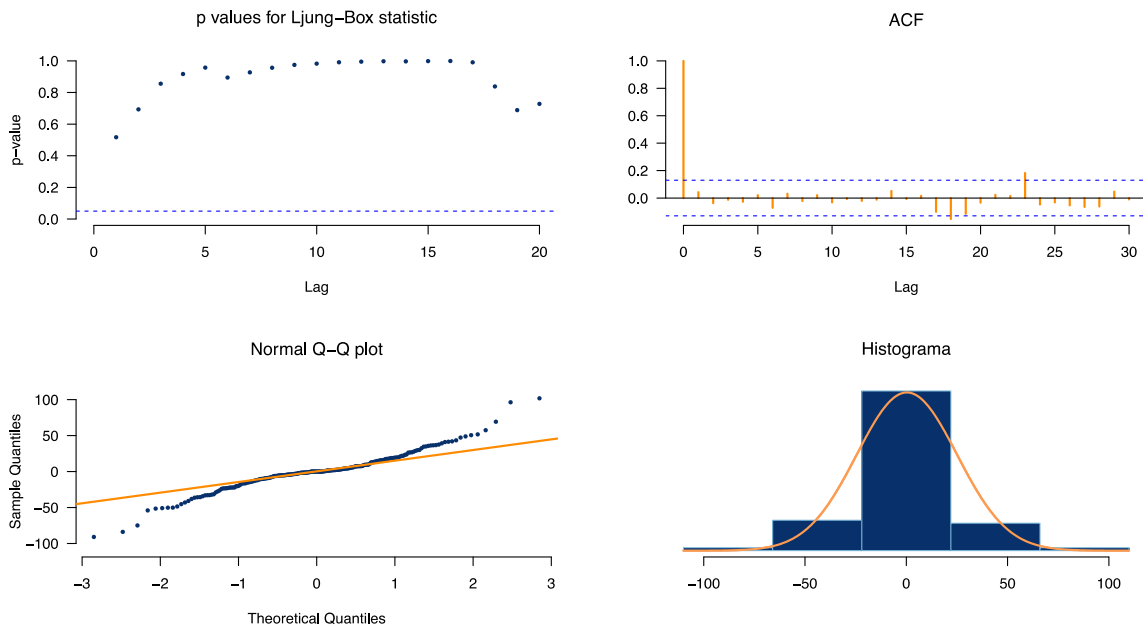 p values for Ljung−Box statistic
p-value
1.0
0.8
0.6
0.4
0.2
0.0
0 5 10 15 20
Lag
ACF
1.0
0.8
0.6
0.4
0.2
0.0
0 5 10 15 20 25 30
Lag
Normal Q−Q plot
Sample Quantiles
100
50
0
−50
−100
−3 −2 −1 0 1 2 3
Theoretical Quantiles
Histograma
−100 −50 0 50 100